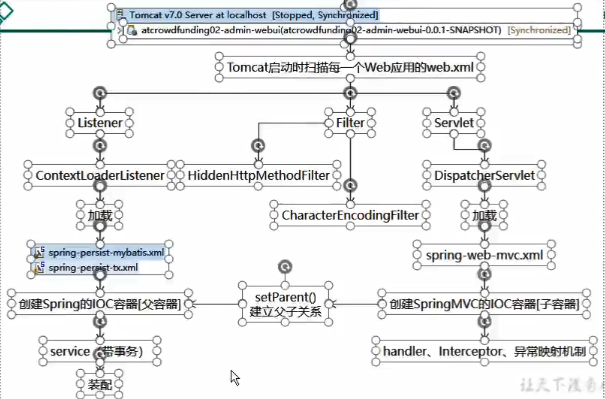 Tomcat v7.0 Server at localhost [Stopped, Synchronized]
atcrowdfunding02-admin-webui(atcrowdfunding02-admin-webui-0.0.1-SNAPSHOT) [Synchronized]
Tomcat启动时扫描每一个Web应用的web.xml
Listener
Filter
Servlet
ContextLoaderListener
HiddenHttpMethodFilter
DispatcherServlet
加载
CharacterEncodingFilter
加载
spring-persist-mybatis.xml
spring-persist-tx.xml
spring-web-mvc.xml
创建Spring的IOC容器[父容器]
setParent()
建立父子关系
创建SpringMVC的IOC容器[子容器]
service（带事务）
handler、Interceptor、异常映射机制
装配
让天下没有